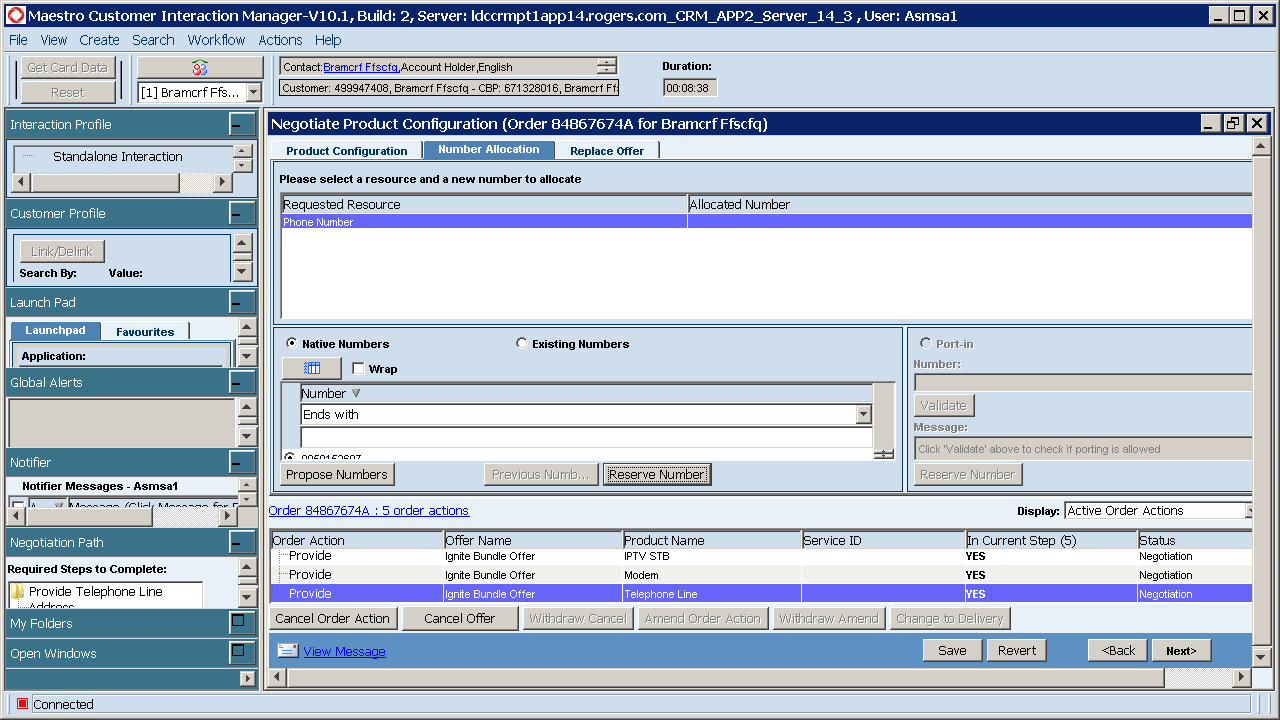 Maestro Customer Interaction Manager-V10.1, Build: 2, Server: ldccrmpt1app14.rogers.com_CRM_APP2_Server_14_3 , User: Asmsa1
File View Create Search Workflow Actions Help
Get Card Data
Reset
[1] Bramcrf Ffs...
Contact:Bramcrf Ffscfq,Account Holder,English
Customer: 499947408, Bramcrf Ffscfq - CBP: 671328016, Bramcrf Ff
Duration:
00:08:38
Interaction Profile
Standalone Interaction
Customer Profile
Link/Delink
Search By: Value:
Launch Pad
Launchpad Favourites
Application:
Global Alerts
Notifier
Notifier Messages - Asmsa1
A... Message (Click Message for
Negotiation Path
Required Steps to Complete:
Provide Telephone Line
Address
My Folders
Open Windows
Negotiate Product Configuration (Order 84867674A for Bramcrf Ffscfq)
Product Configuration Number Allocation Replace Offer
Please select a resource and a new number to allocate
Requested Resource Allocated Number
Phone Number
Native Numbers Existing Numbers
Wrap
Number
Ends with
Propose Numbers Previous Numb... Reserve Number
Port-in
Number:
Validate
Message:
Click 'Validate' above to check if porting is allowed
Reserve Number
Order 84867674A : 5 order actions
Display: Active Order Actions
Order Action Offer Name Product Name Service ID In Current Step (5) Status
Provide Ignite Bundle Offer IPTV STB YES Negotiation
Provide Ignite Bundle Offer Modem YES Negotiation
Provide Ignite Bundle Offer Telephone Line YES Negotiation
Cancel Order Action Cancel Offer Withdraw Cancel Amend Order Action Withdraw Amend Change to Delivery
View Message Save Revert <Back Next>
Connected